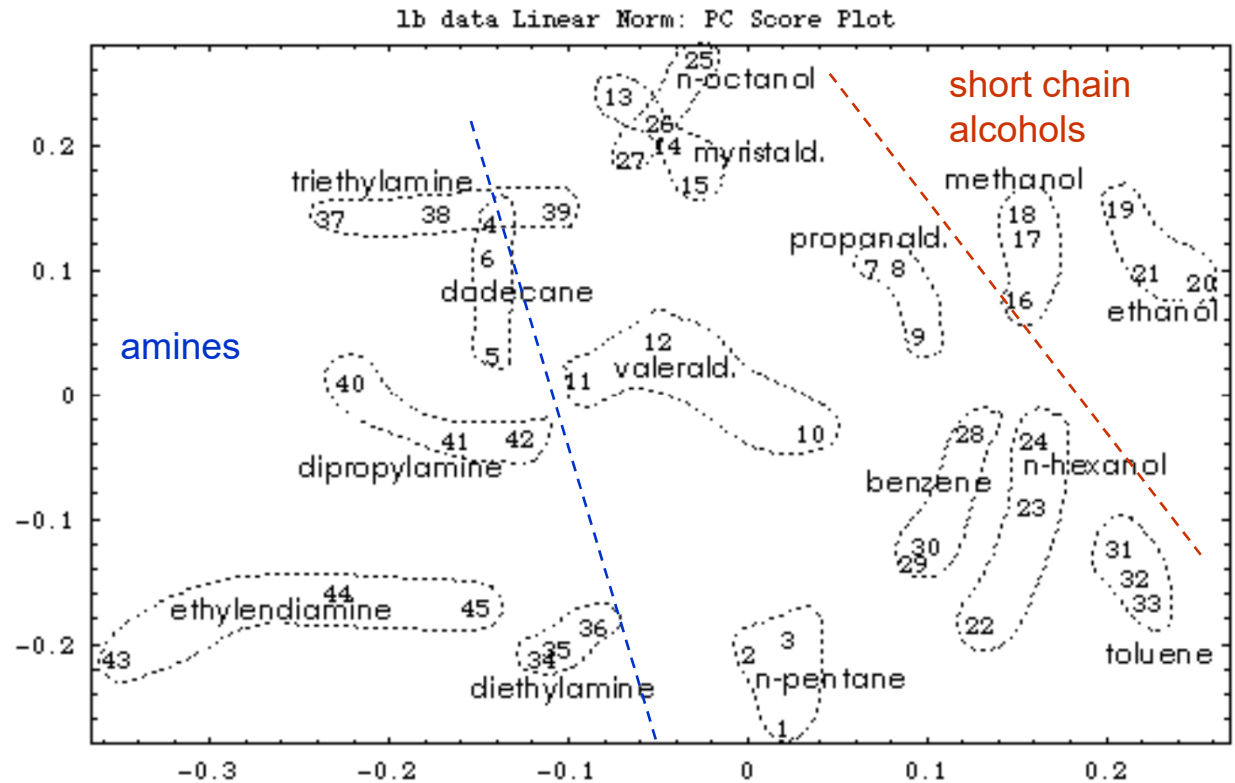 lb data Linear Norm: PC Score Plot
25
n-octanol
short chain
alcohols
13
26
0.2
27
14
myristald.
15
triethylamine
methanol
37
38
4
39
18
19
17
propanald.
6
7
8
0.1
21
20
dadecane
16
ethanol
amines
12
9
5
valerald.
40
11
0
10
28
24
41
42
dipropylamine
n-hexanol
benzene
23
-0.1
30
31
29
32
44
33
ethylendiamine
45
36
22
3
35
-0.2
43
34
2
toluene
diethylamine
n-pentane
1
-0.3
-0.2
-0.1
0
0.1
0.2